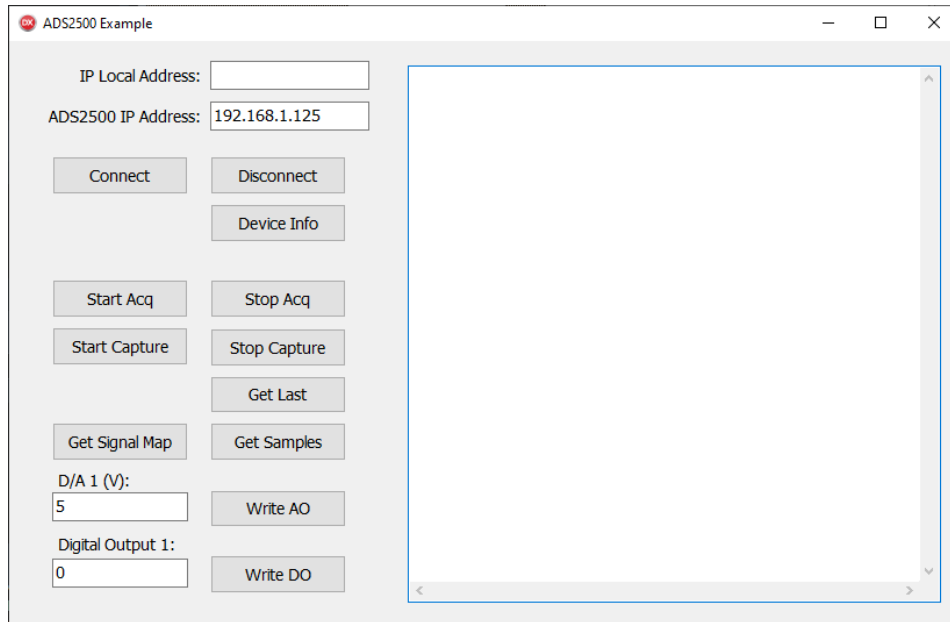 DX ADS2500 Example
IP Local Address:
ADS2500 IP Address: 192.168.1.125
Connect Disconnect
Device Info
Start Acq Stop Acq
Start Capture Stop Capture
Get Last
Get Signal Map Get Samples
D/A 1 (V):
5 Write AO
Digital Output 1:
0 Write DO